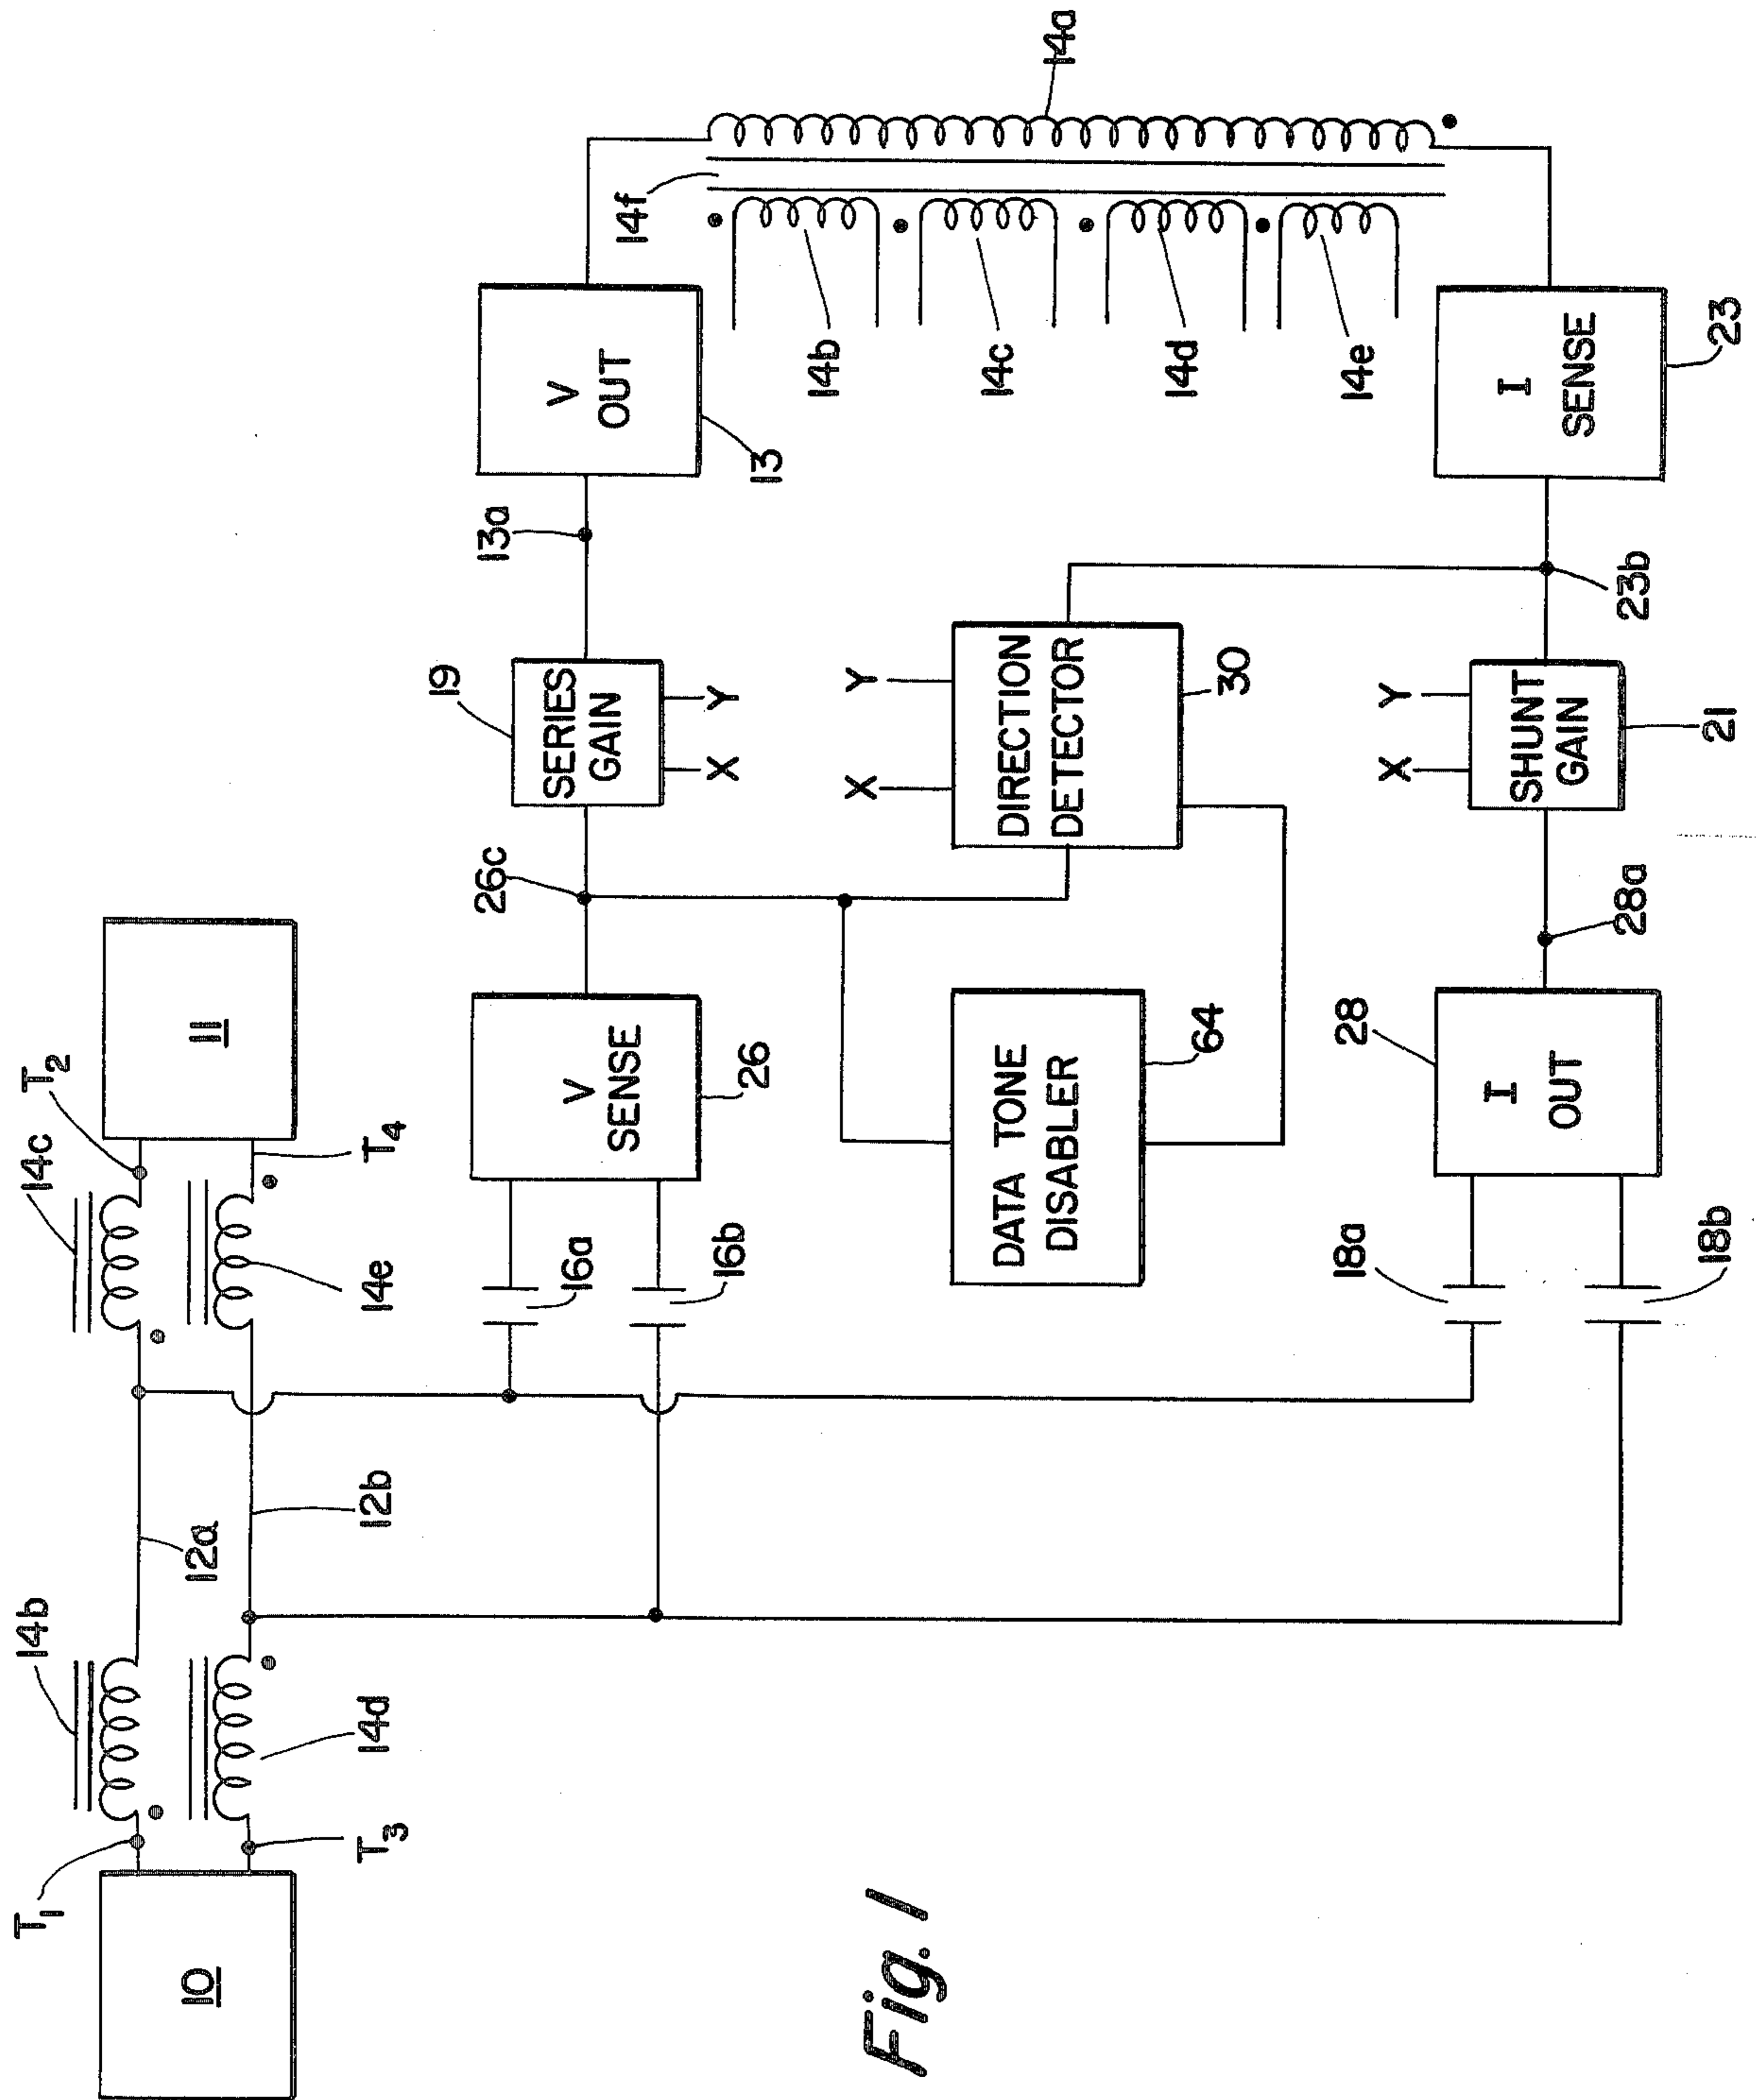 T1
10
T3
14b
14d
12a
12b
14c
T2
11
14e
T4
16a
16b
V SENSE
26
26c
19
SERIES GAIN
X Y
13a
V OUT
13
14f
14a
14b
14c
14d
14e
DATA TONE DISABLER
64
X Y
DIRECTION DETECTOR
30
18a
18b
28
I OUT
28a
X Y
SHUNT GAIN
21
23b
I SENSE
23
Fig. 1